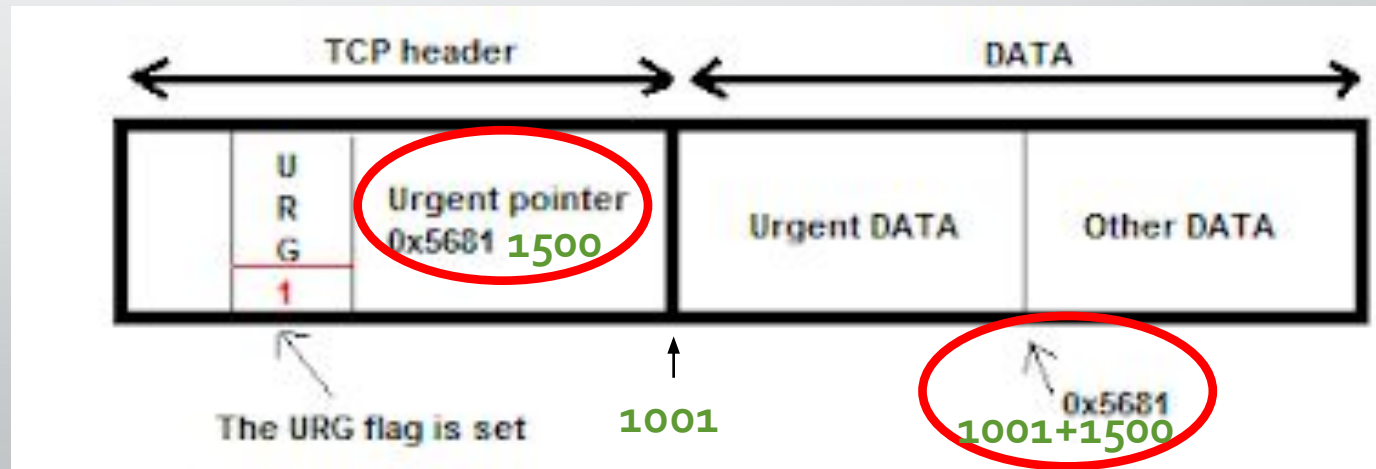 TCP header
DATA
U
R
G
1
Urgent pointer
0x5681 1500
Urgent DATA
Other DATA
The URG flag is set
1001
0x5681
1001+1500